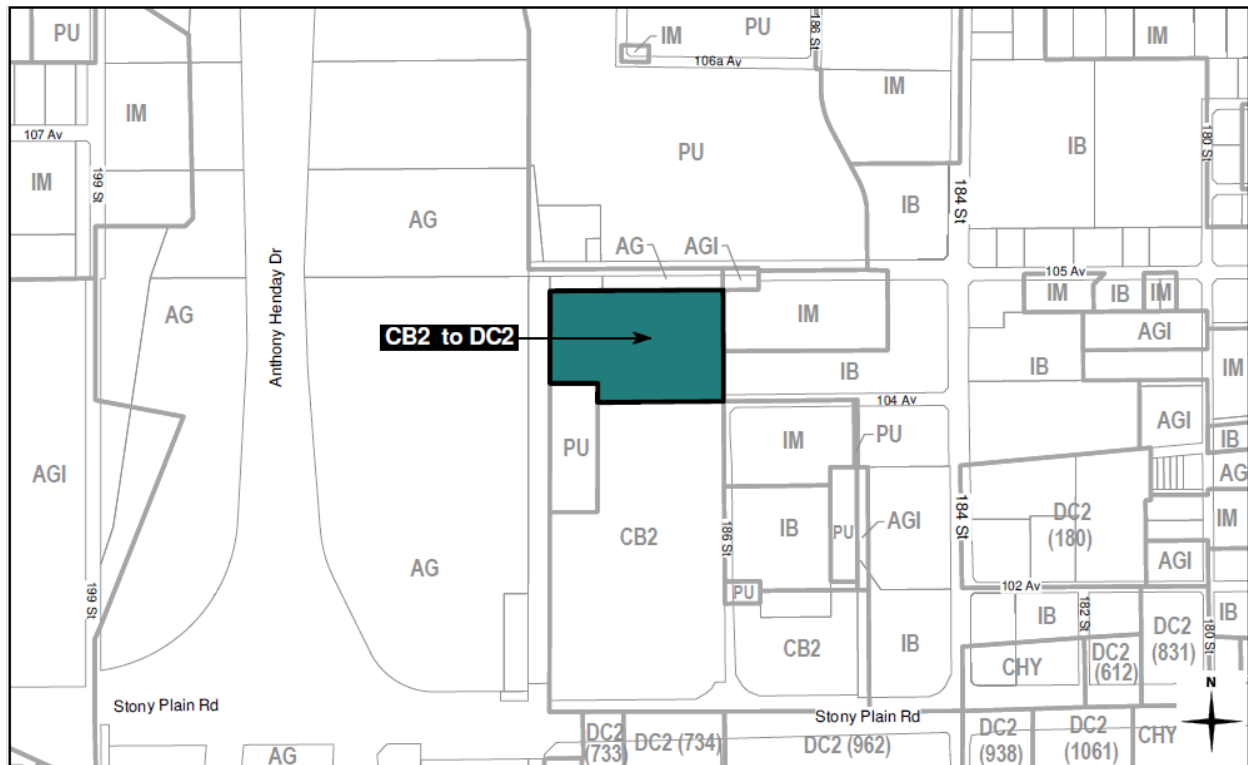 PU
IM
PU
186 St
IM
106a Av
IM
IM
107 Av
IM
199 St
PU
IB
180 St
184 St
IB
AG
AG
AGI
105 Av
IM
IB
IM
AG
Anthony Henday Dr
CB2 to DC2
IM
AGI
IB
IB
IM
104 Av
PU
IM
PU
AGI
IB
AGI
AG
CB2
186 St
IB
PU
AGI
184 St
DC2
(180)
IM
AG
AGI
199 St
PU
102 Av
IB
182 St
DC2
(831)
180 St
IB
CB2
IB
CHY
DC2
(612)
N
Stony Plain Rd
Stony Plain Rd
AG
DC2
(733)
DC2 (734)
DC2 (962)
DC2
(938)
DC2
(1061)
CHY